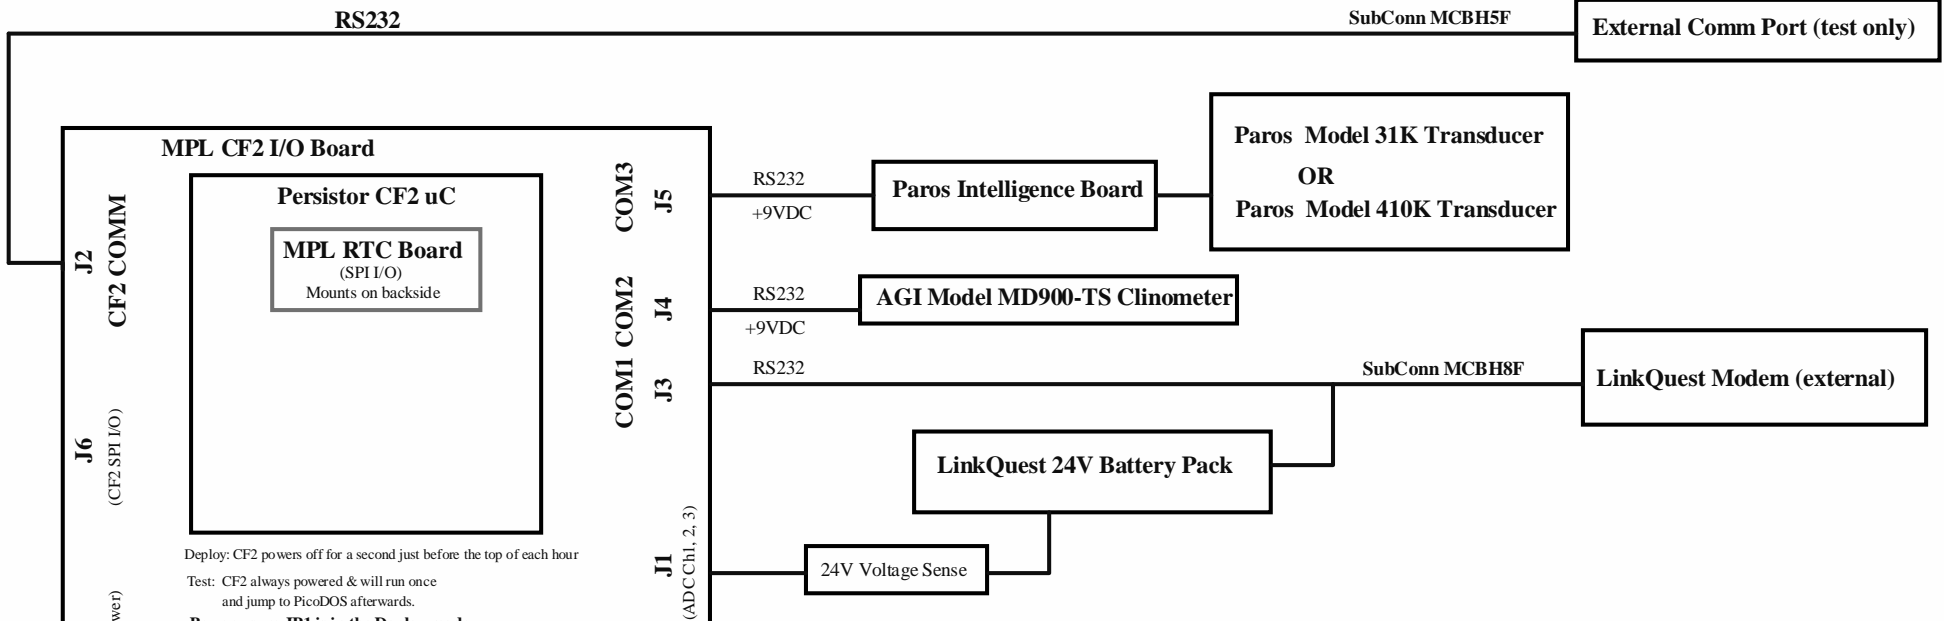 RS232
SubConn MCBH5F
External Comm Port (test only)
MPL CF2 I/O Board
Persistor CF2 uC
MPL RTC Board
(SPI I/O)
Mounts on backside
J2
CF2 COMM
J6
(CF2 SPI I/O)
COM3
J5
RS232
+9VDC
Paros Intelligence Board
Paros Model 31K Transducer
OR
Paros Model 410K Transducer
COM2
J4
RS232
+9VDC
AGI Model MD900-TS Clinometer
COM1
J3
RS232
SubConn MCBH8F
LinkQuest Modem (external)
LinkQuest 24V Battery Pack
J1
(ADC Ch1, 2, 3)
24V Voltage Sense
Deploy: CF2 powers off for a second just before the top of each hour
Test: CF2 always powered & will run once
and jump to PicoDOS afterwards.